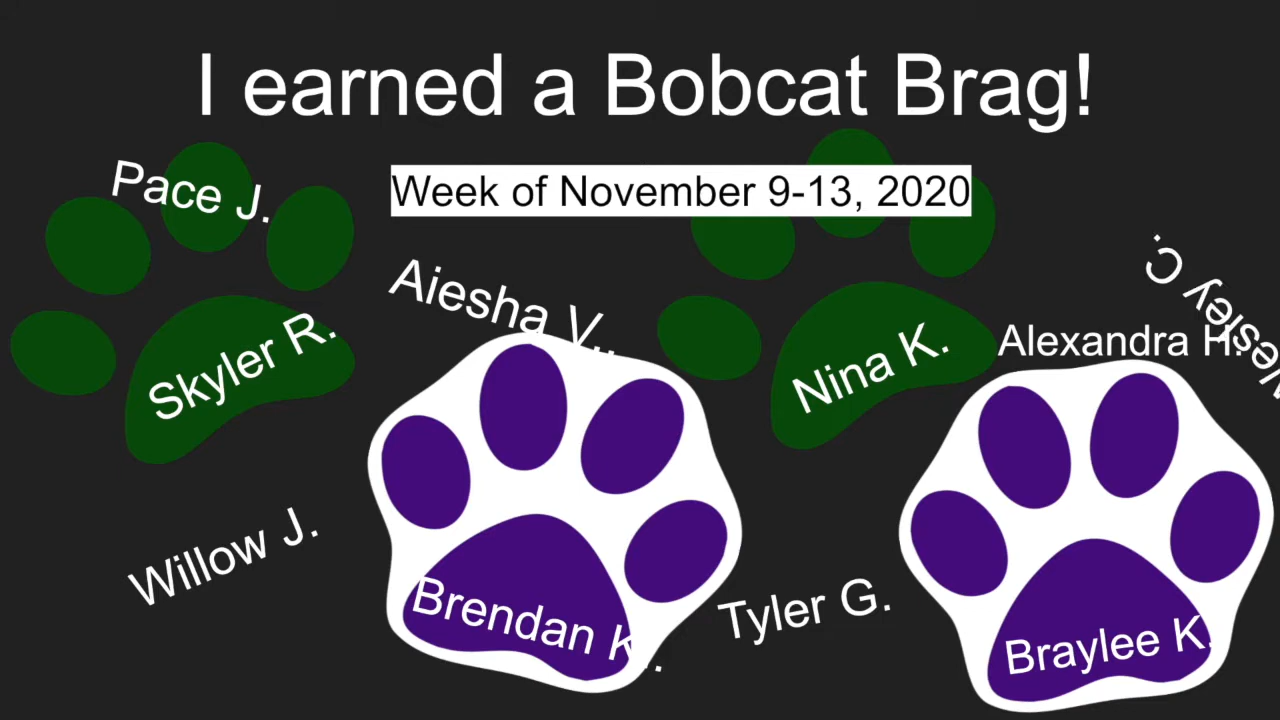 I earned a Bobcat Brag!
Week of November 9-13, 2020
Pace J.
Aiesha V..
Skyler R.
Nina K.
Alexandra H.
C.
Willow J.
Brendan K..
Tyler G.
Braylee K.